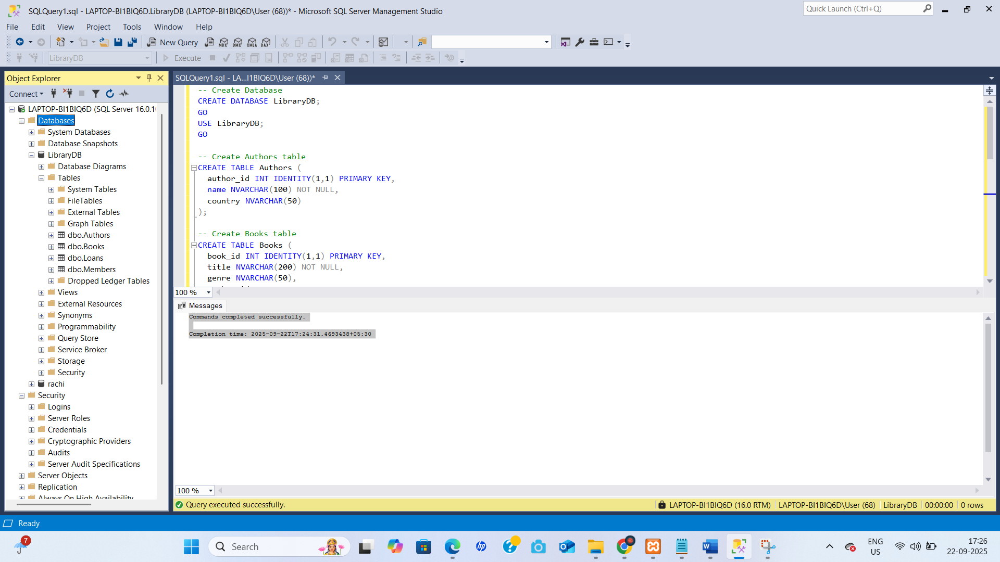 SQLQuery1.sql - LAPTOP-BI1BIQ6D.LibraryDB (LAPTOP-BI1BIQ6D\User (68))* - Microsoft SQL Server Management Studio
Quick Launch (Ctrl+Q)
File Edit View Project Tools Window Help
New Query MDX DMX XMLA DAX
LibraryDB Execute
Object Explorer
Connect
LAPTOP-BI1BIQ6D (SQL Server 16.0.10
Databases
System Databases
Database Snapshots
LibraryDB
Database Diagrams
Tables
System Tables
FileTables
External Tables
Graph Tables
dbo.Authors
dbo.Books
dbo.Loans
dbo.Members
Dropped Ledger Tables
Views
External Resources
Synonyms
Programmability
Query Store
Service Broker
Storage
Security
rachi
Security
Logins
Server Roles
Credentials
Cryptographic Providers
Audits
Server Audit Specifications
Server Objects
Replication
Always On High Availability
SQLQuery1.sql - LA...I1BIQ6D\User (68))*
-- Create Database
CREATE DATABASE LibraryDB;
GO
USE LibraryDB;
GO
-- Create Authors table
CREATE TABLE Authors (
author_id INT IDENTITY(1,1) PRIMARY KEY,
name NVARCHAR(100) NOT NULL,
country NVARCHAR(50)
);
-- Create Books table
CREATE TABLE Books (
book_id INT IDENTITY(1,1) PRIMARY KEY,
title NVARCHAR(200) NOT NULL,
genre NVARCHAR(50),
100 %
Messages
Commands completed successfully.
Completion time: 2025-09-22T17:24:31.4693438+05:30
100 %
Query executed successfully.
LAPTOP-BI1BIQ6D (16.0 RTM) LAPTOP-BI1BIQ6D\User (68) LibraryDB 00:00:00 0 rows
Ready
7
Search
hp
ENG
US
17:26
22-09-2025